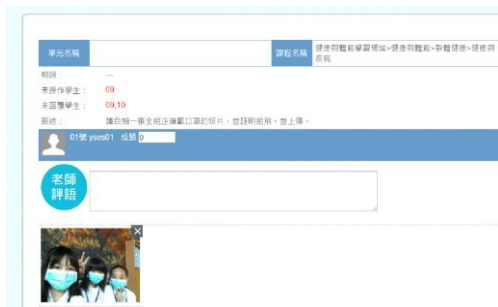 單元名稱
課程名稱
健康與體育學習領域>健康與體育>群體健康>健康與疾病
期限：
---
未操作學生：
09
未回覆學生：
09,10
描述：
請自拍一張全組正確戴口罩的照片，並註明組別，並上傳。
01號 yses01 成績 0
老師
評語